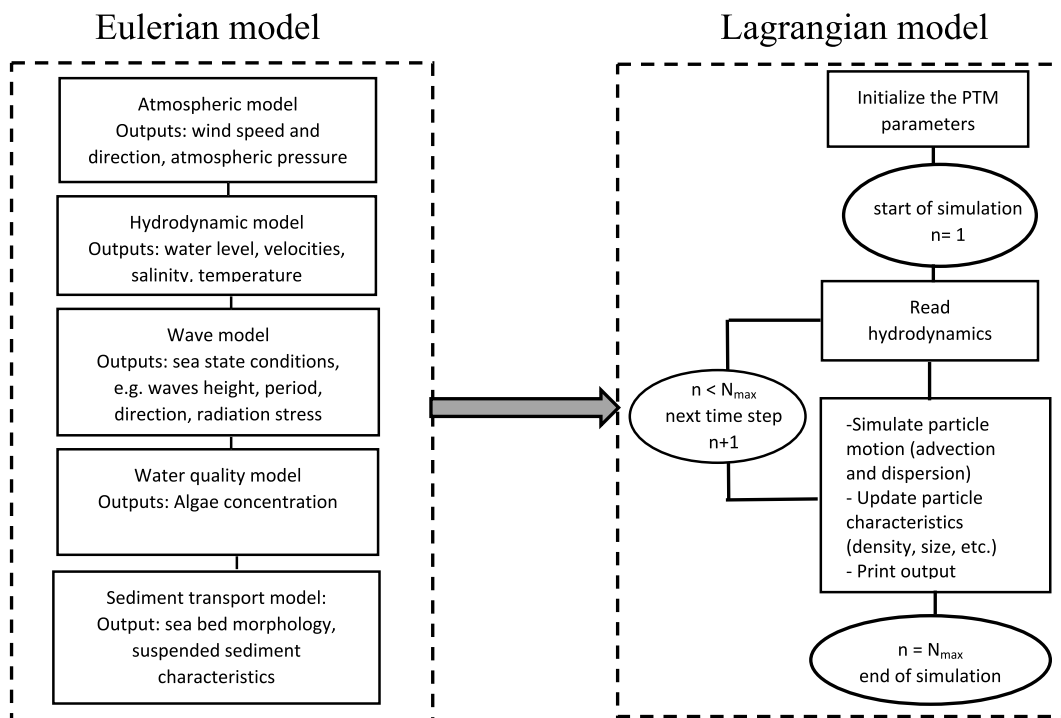 Eulerian model
Atmospheric model
Outputs: wind speed and
direction, atmospheric pressure
Hydrodynamic model
Outputs: water level, velocities,
salinity, temperature
Wave model
Outputs: sea state conditions,
e.g. waves height, period,
direction, radiation stress
Water quality model
Outputs: Algae concentration
Sediment transport model:
Output: sea bed morphology,
suspended sediment
characteristics
Lagrangian model
Initialize the PTM
parameters
start of simulation
n= 1
Read
hydrodynamics
n < Nmax
next time step
n+1
-Simulate particle
motion (advection
and dispersion)
- Update particle
characteristics
(density, size, etc.)
- Print output
n = Nmax
end of simulation